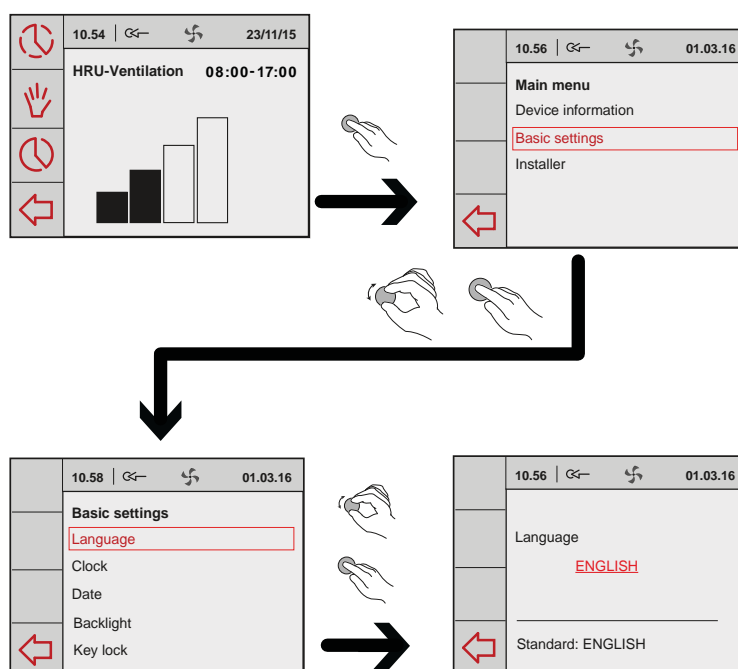 10.54 23/11/15
HRU-Ventilation 08:00-17:00
10.56 01.03.16
Main menu
Device information
Basic settings
Installer
10.58 01.03.16
Basic settings
Language
Clock
Date
Backlight
Key lock
10.56 01.03.16
Language
ENGLISH
Standard: ENGLISH